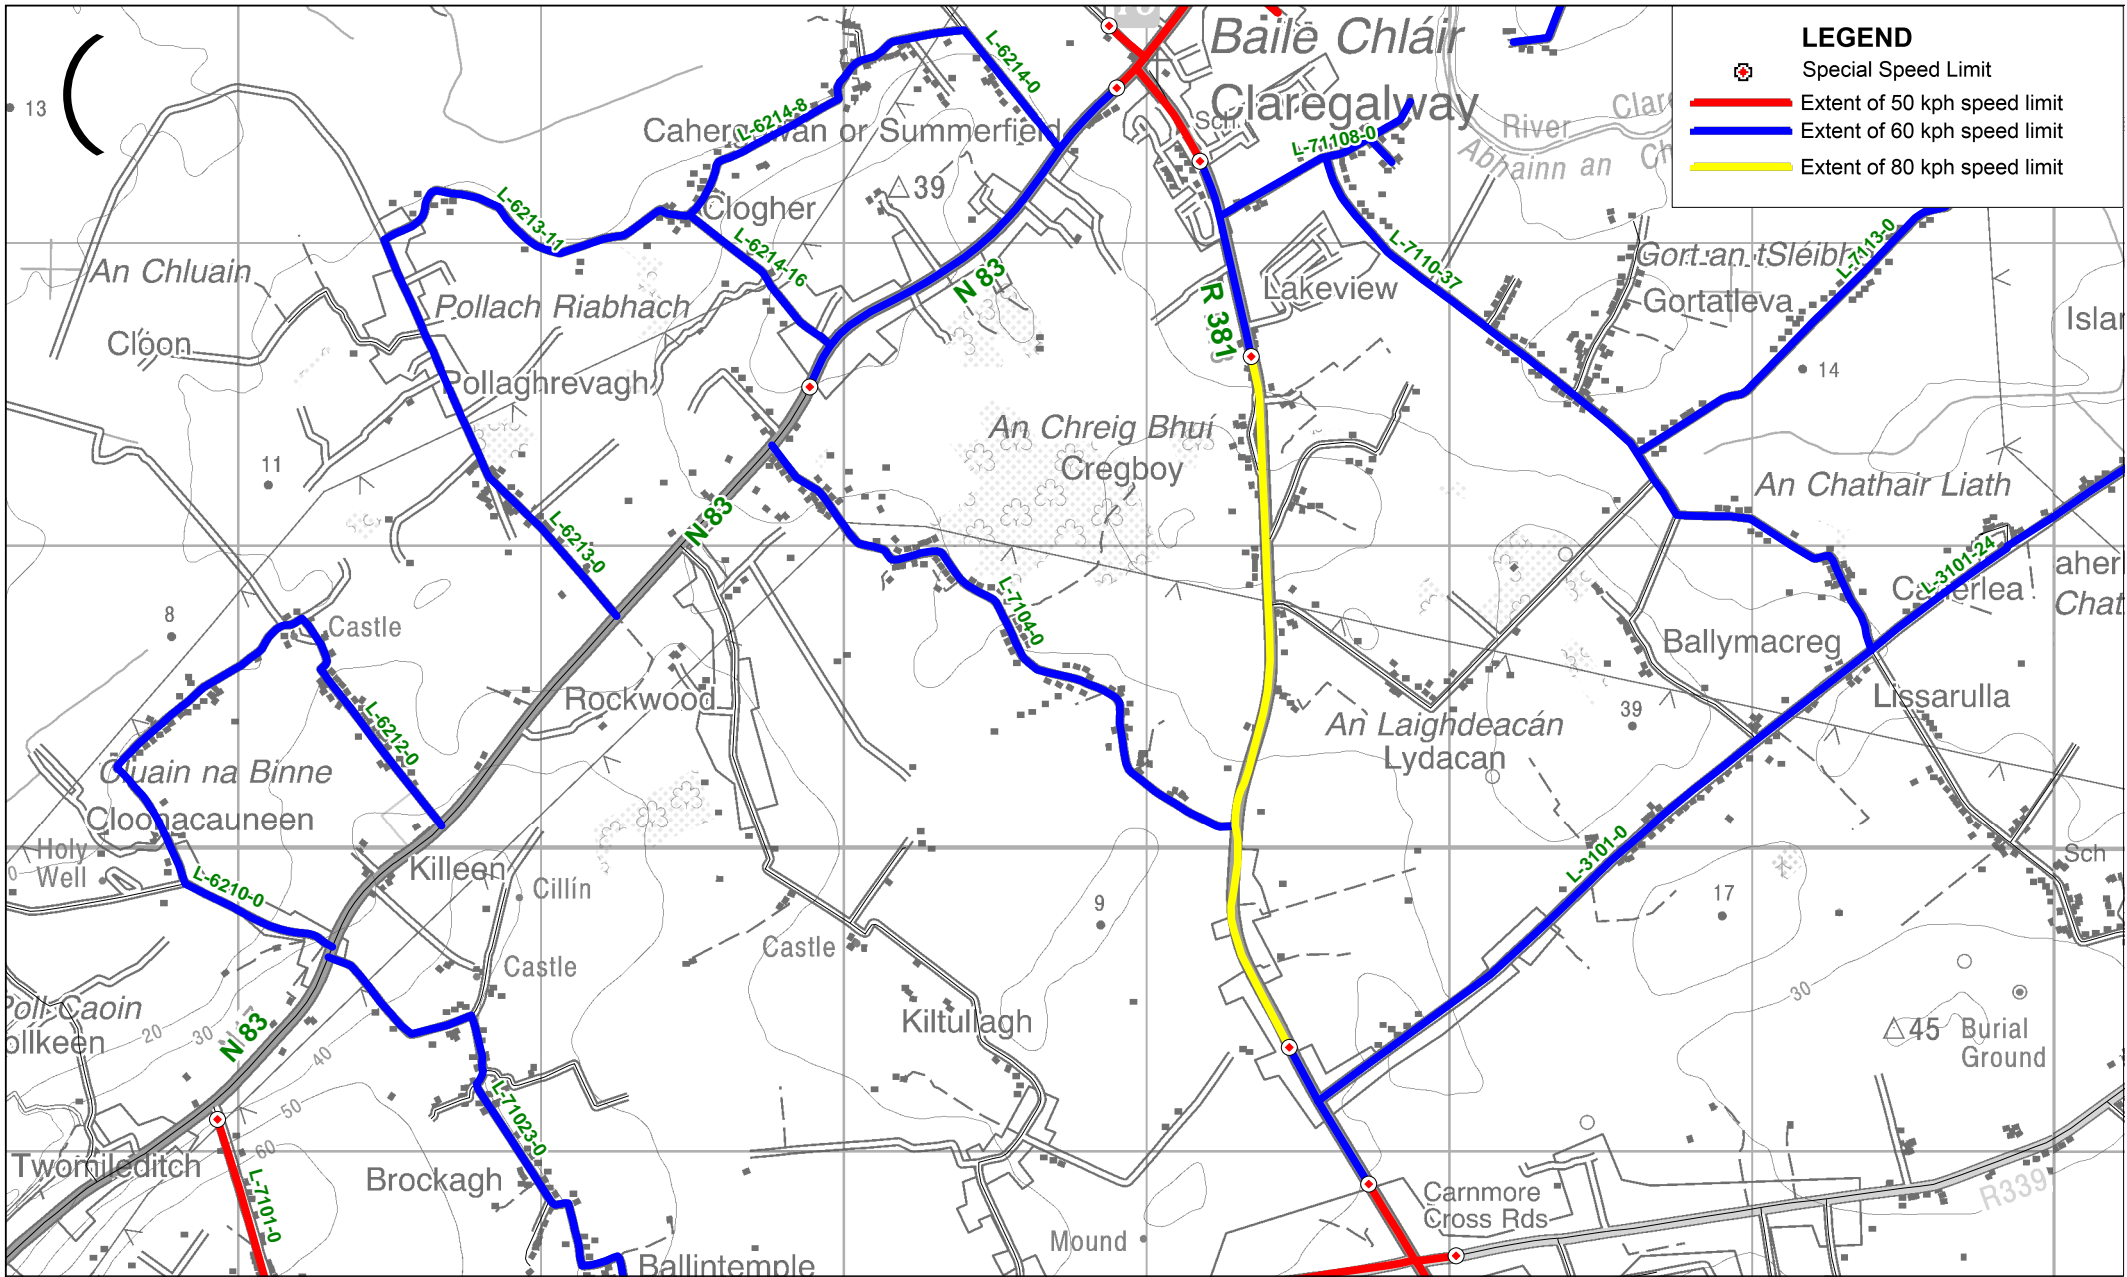 LEGEND
Special Speed Limit
Extent of 50 kph speed limit
Extent of 60 kph speed limit
Extent of 80 kph speed limit
Baile Chláir
Claregalway
Sch
River
Abhainn an
13
L-6214-0
L-6214-8
39
Clogher
L-71108-0
L-6213-11
L-6214-16
N 83
R 381
Lakeview
L-7110-37
Gortatleva
L-7113-0
An Chluain
Pollach Riabhach
Cloon
Pollaghrevagh
14
An Chreig Bhuí
Cregboy
11
N 83
An Chathair Liath
L-6213-0
L-7104-0
L-3101-24
8
Castle
Ballymacreg
Lissarulla
Rockwood
39
An Laighdeacán
Lydacan
L-6212-0
Cluain na Binne
Cloonacauneen
Holy
Well
L-6210-0
Killeen
Cillín
L-3101-0
Sch
17
9
Castle
Castle
30
Poll Caoin
N 83
20
30
40
50
60
Kiltullagh
45
Burial
Ground
L-71023-0
Twomileditch
L-7101-0
Brockagh
Carnmore
Cross Rds
R339
Mound
Ballintemple